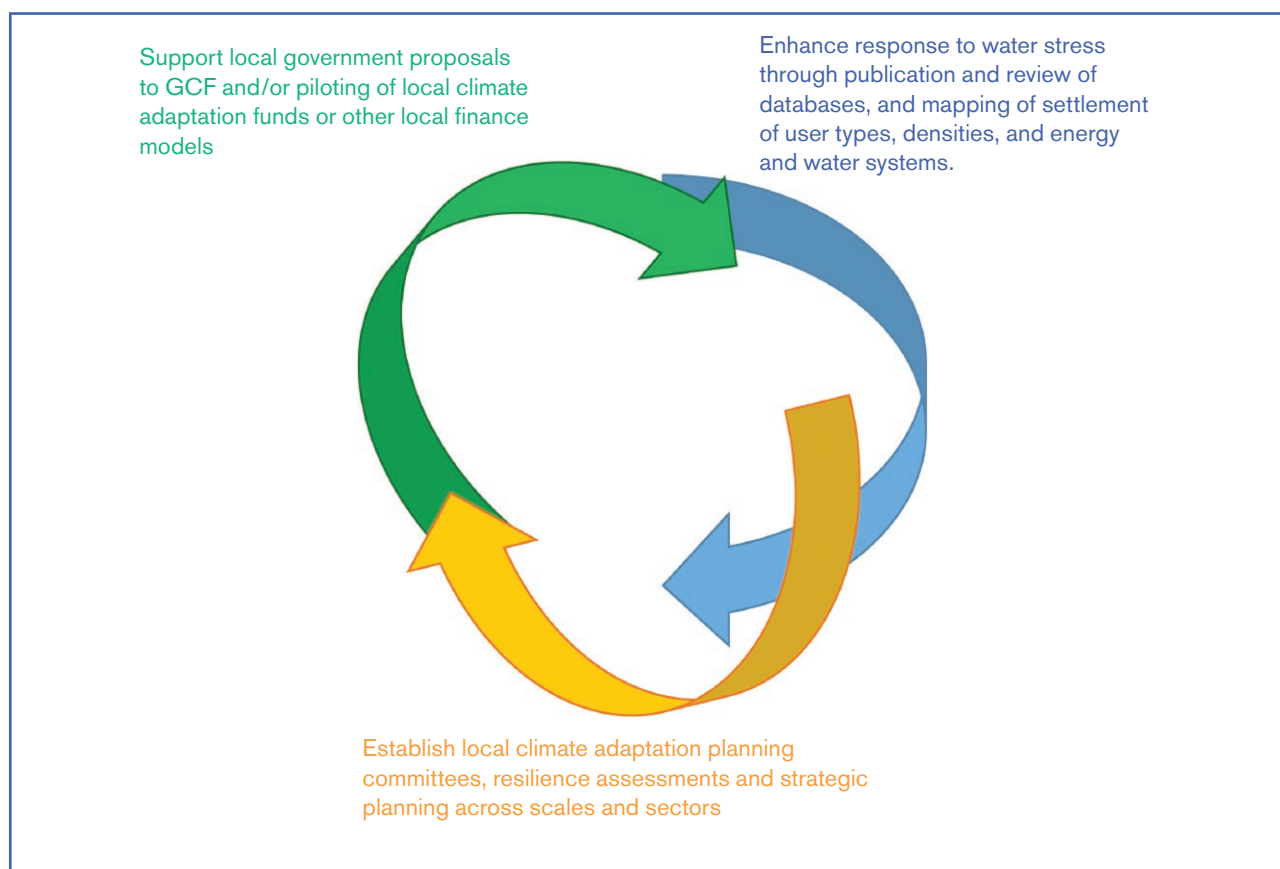 Support local government proposals
to GCF and/or piloting of local climate
adaptation funds or other local finance
models
Enhance response to water stress
through publication and review of
databases, and mapping of settlement
of user types, densities, and energy
and water systems.
Establish local climate adaptation planning
committees, resilience assessments and strategic
planning across scales and sectors